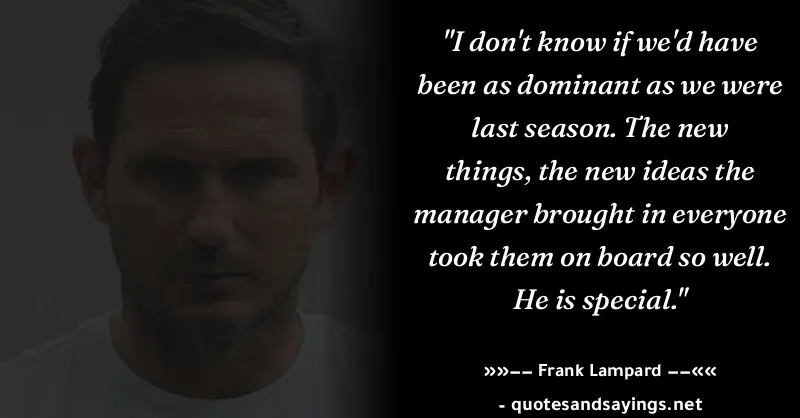 "I don't know if we'd have
been as dominant as we were
last season. The new
things, the new ideas the
manager brought in everyone
took them on board so well.
He is special."
»»−− Frank Lampard −−««
- quotesandsayings.net